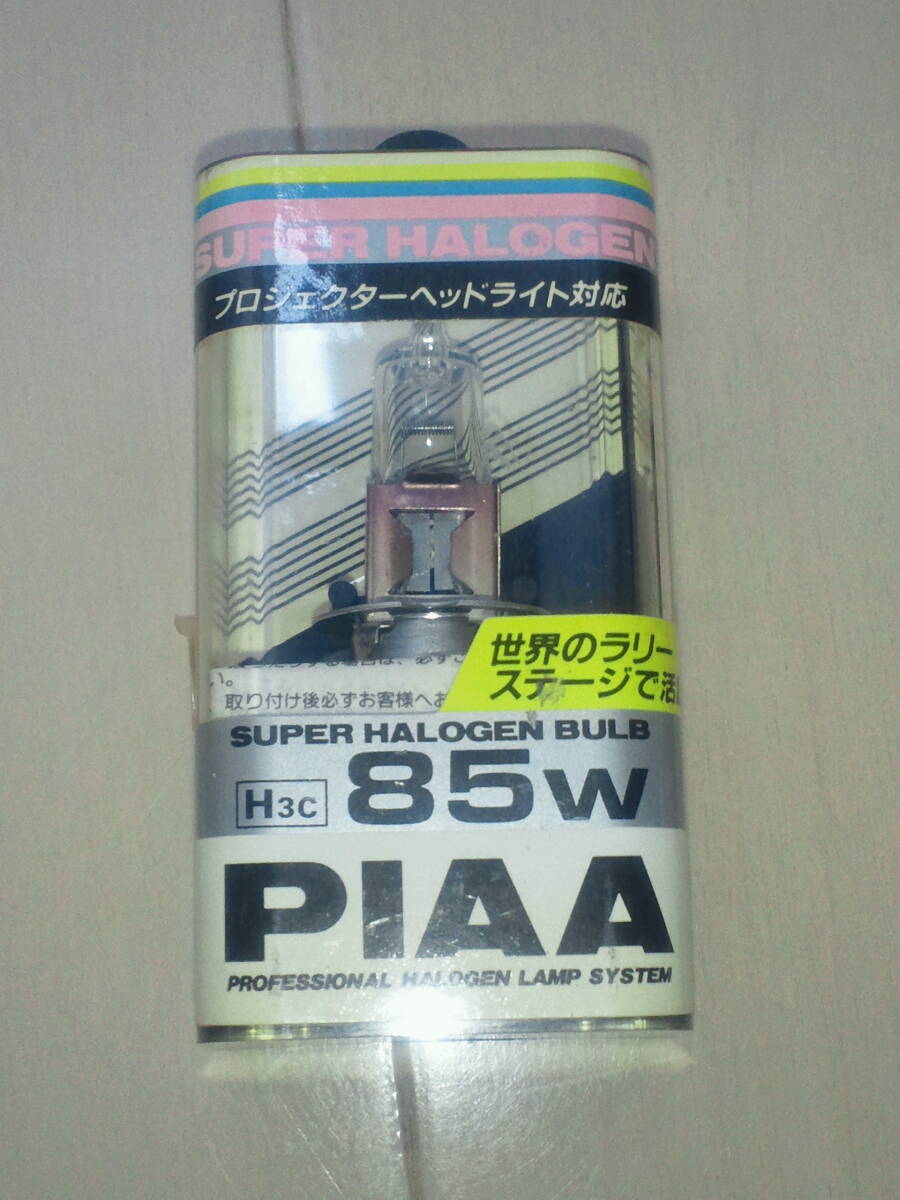 SUPER HALOGEN
プロジェクターヘッドライト対応
世界のラリー
ステージで活
い。
取り付け後必ずお客様へお
SUPER HALOGEN BULB
H3C 85W
PIAA
PROFESSIONAL HALOGEN LAMP SYSTEM